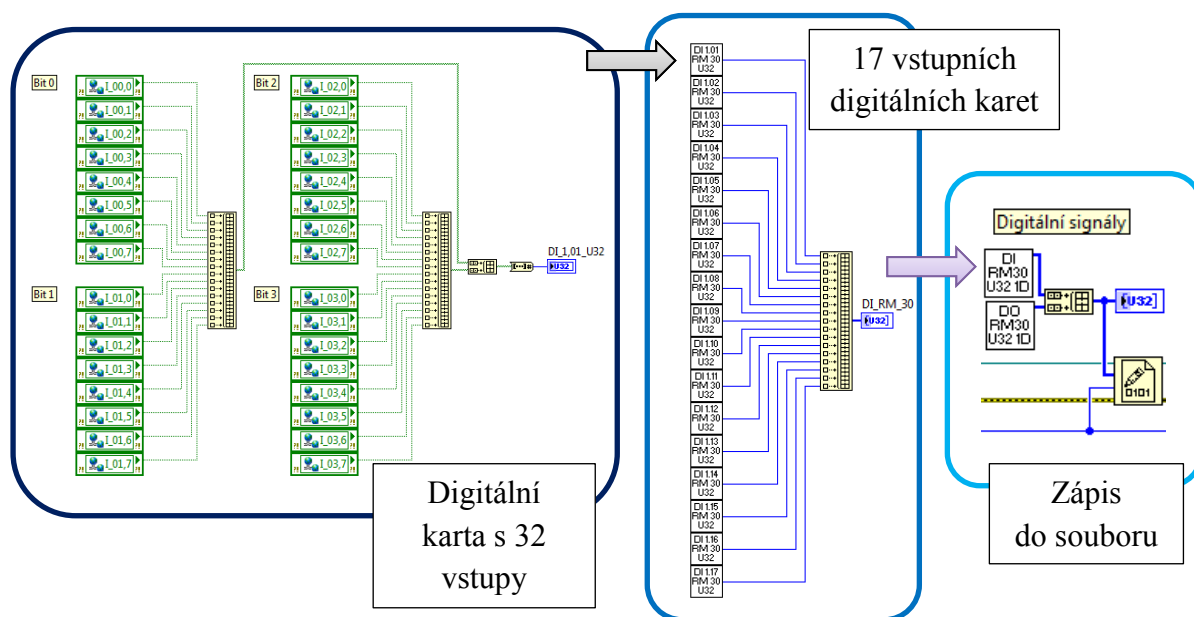 Bit 0
I_00,0
I_00,1
I_00,2
I_00,3
I_00,4
I_00,5
I_00,6
I_00,7
Bit 1
I_01,0
I_01,1
I_01,2
I_01,3
I_01,4
I_01,5
I_01,6
I_01,7
Bit 2
I_02,0
I_02,1
I_02,2
I_02,3
I_02,4
I_02,5
I_02,6
I_02,7
Bit 3
I_03,0
I_03,1
I_03,2
I_03,3
I_03,4
I_03,5
I_03,6
I_03,7
DI_1,01_U32
U32
Digitální
karta s 32
vstupy
DI 1.01
RM 30
U32
DI 1.02
RM 30
U32
DI 1.03
RM 30
U32
DI 1.04
RM 30
U32
DI 1.05
RM 30
U32
DI 1.06
RM 30
U32
DI 1.07
RM 30
U32
DI 1.08
RM 30
U32
DI 1.09
RM 30
U32
DI 1.10
RM 30
U32
DI 1.11
RM 30
U32
DI 1.12
RM 30
U32
DI 1.13
RM 30
U32
DI 1.14
RM 30
U32
DI 1.15
RM 30
U32
DI 1.16
RM 30
U32
DI 1.17
RM 30
U32
DI_RM_30
[U32]
17 vstupních
digitálních karet
Digitální signály
DI
RM30
U32 1D
DO
RM30
U32 1D
[U32]
0101
Zápis
do souboru